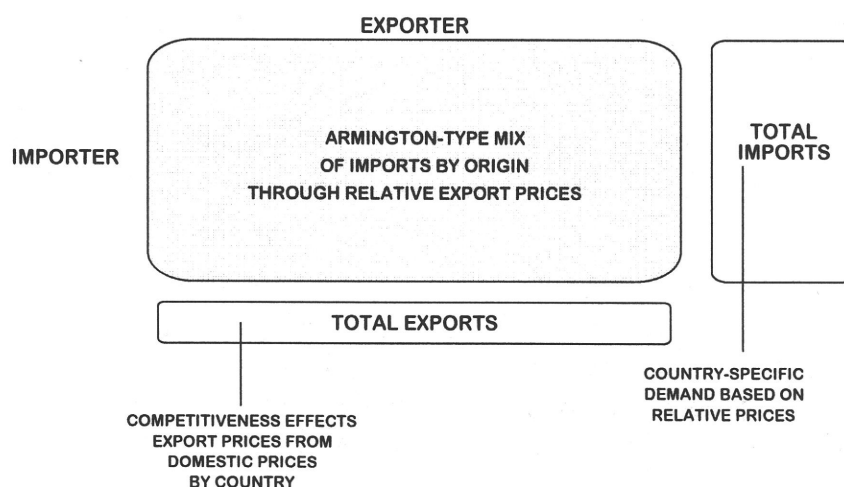 EXPORTER
IMPORTER
ARMINGTON-TYPE MIX
OF IMPORTS BY ORIGIN
THROUGH RELATIVE EXPORT PRICES
TOTAL
IMPORTS
TOTAL EXPORTS
COUNTRY-SPECIFIC
DEMAND BASED ON
RELATIVE PRICES
COMPETITIVENESS EFFECTS
EXPORT PRICES FROM
DOMESTIC PRICES
BY COUNTRY